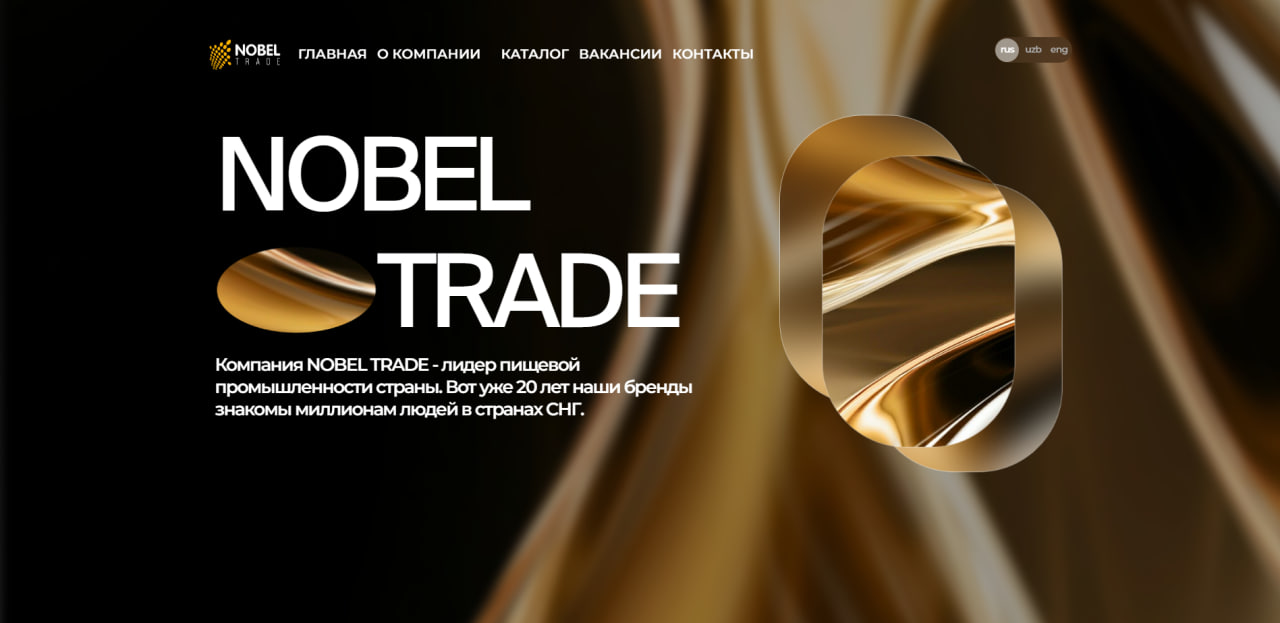 NOBEL
TRADE
ГЛАВНАЯ О КОМПАНИИ КАТАЛОГ ВАКАНСИИ КОНТАКТЫ
rus uzb eng
NOBEL
TRADE
Компания NOBEL TRADE - лидер пищевой
промышленности страны. Вот уже 20 лет наши бренды
знакомы миллионам людей в странах СНГ.